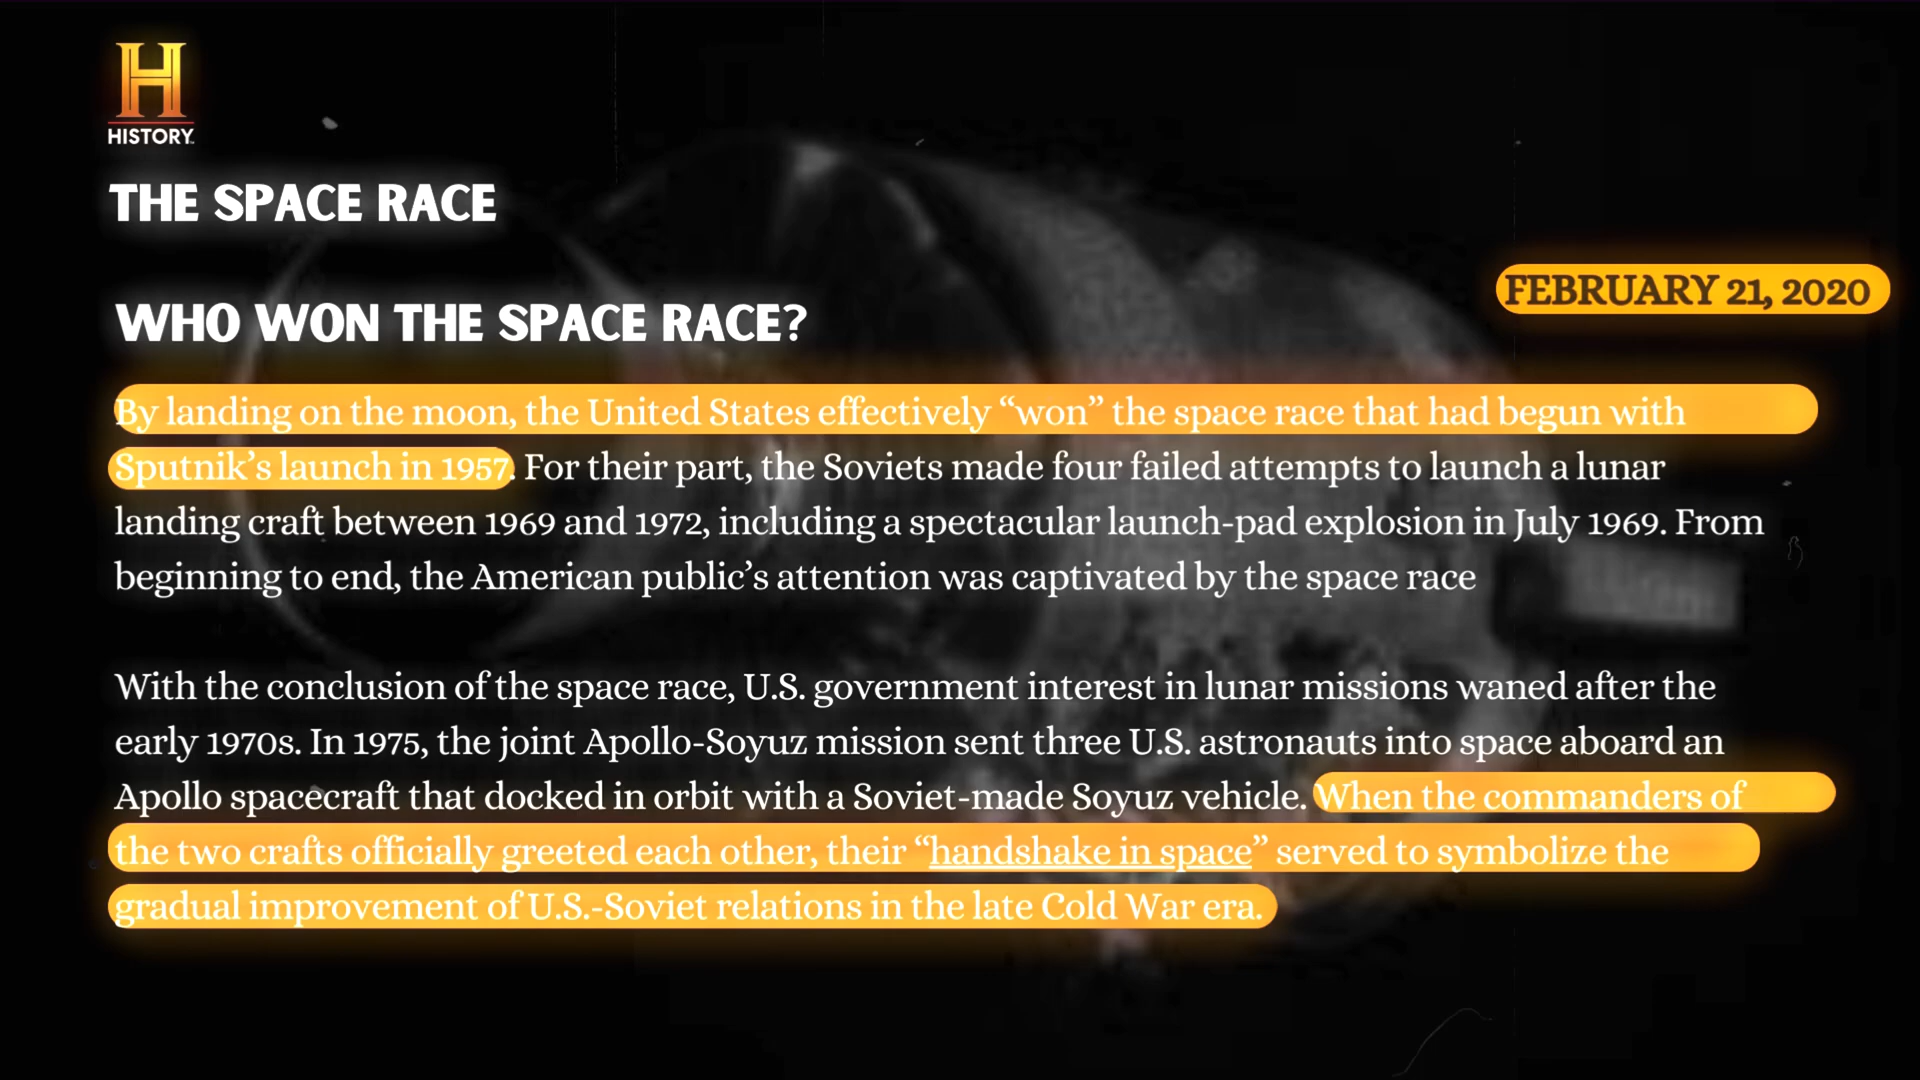 H
HISTORY
THE SPACE RACE
FEBRUARY 21, 2020
WHO WON THE SPACE RACE?
By landing on the moon, the United States effectively “won” the space race that had begun with
Sputnik’s launch in 1957. For their part, the Soviets made four failed attempts to launch a lunar
landing craft between 1969 and 1972, including a spectacular launch-pad explosion in July 1969. From
beginning to end, the American public’s attention was captivated by the space race
With the conclusion of the space race, U.S. government interest in lunar missions waned after the
early 1970s. In 1975, the joint Apollo-Soyuz mission sent three U.S. astronauts into space aboard an
Apollo spacecraft that docked in orbit with a Soviet-made Soyuz vehicle. When the commanders of
the two crafts officially greeted each other, their “handshake in space” served to symbolize the
gradual improvement of U.S.-Soviet relations in the late Cold War era.